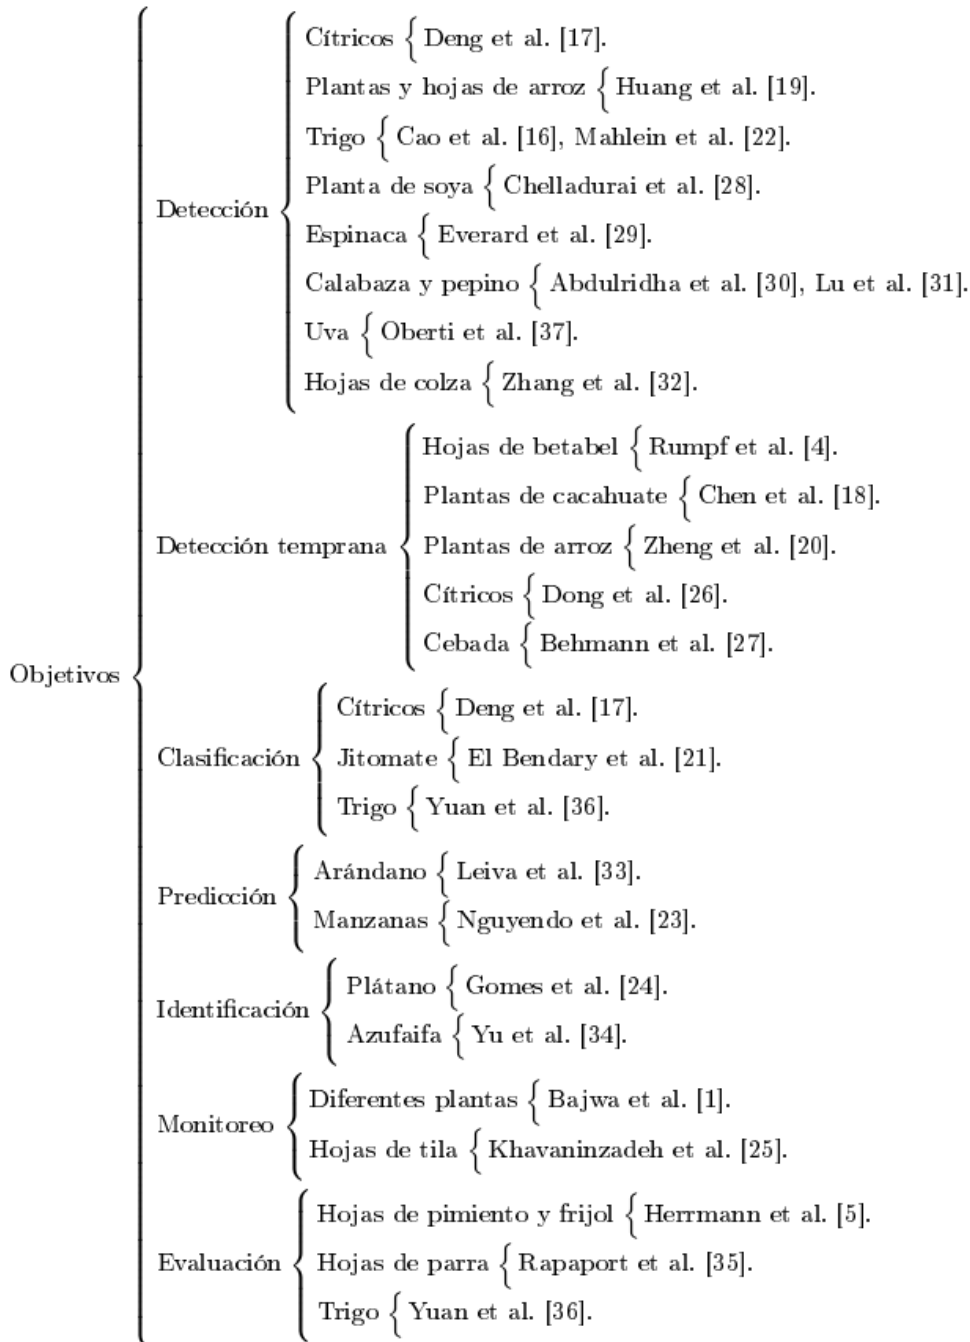 Cítricos { Deng et al. [17].
Plantas y hojas de arroz { Huang et al. [19].
Trigo { Cao et al. [16], Mahlein et al. [22].
Planta de soya { Chelladurai et al. [28].
Detección
Espinaca { Everard et al. [29].
Calabaza y pepino { Abdulridha et al. [30], Lu et al. [31].
Uva { Oberti et al. [37].
Hojas de colza { Zhang et al. [32].
Hojas de betabel { Rumpf et al. [4].
Plantas de cacahuate { Chen et al. [18].
Detección temprana { Plantas de arroz { Zheng et al. [20].
Cítricos { Dong et al. [26].
Cebada { Behmann et al. [27].
Objetivos
Cítricos { Deng et al. [17].
Clasificación { Jitomate { El Bendary et al. [21].
Trigo { Yuan et al. [36].
Arándano { Leiva et al. [33].
Predicción
Manzanas { Nguyendo et al. [23].
Plátano { Gomes et al. [24].
Identificación
Azufaifa { Yu et al. [34].
Diferentes plantas { Bajwa et al. [1].
Monitoreo
Hojas de tila { Khavaninzadeh et al. [25].
Hojas de pimiento y frijol { Herrmann et al. [5].
Evaluación { Hojas de parra { Rapaport et al. [35].
Trigo { Yuan et al. [36].